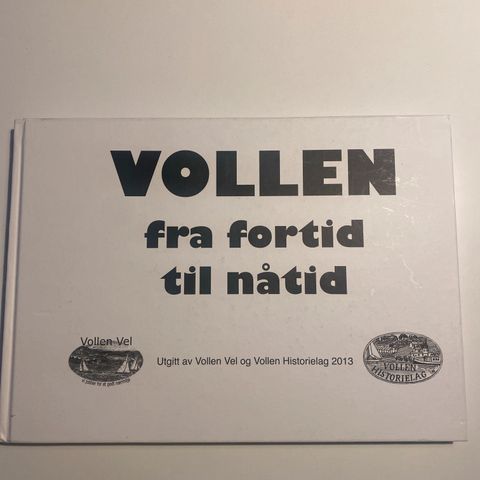 VOLLEN
fra fortid
til nåtid
Vollen Vel
Utgitt av Vollen Vel og Vollen Historielag 2013
VOLLEN
HISTORIELAG